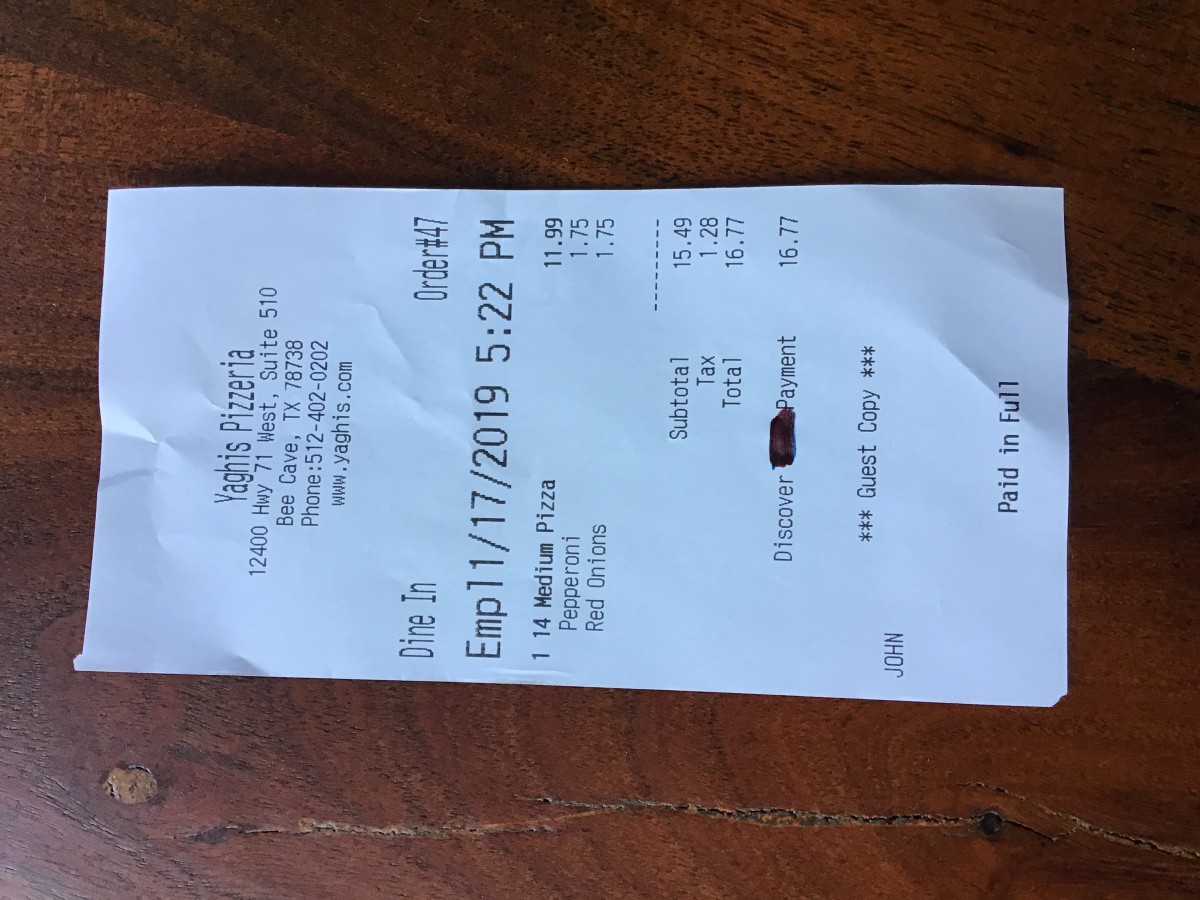 Yaghis Pizzeria
12400 Hwy 71 West, Suite 510
Bee Cave, TX 78738
Phone:512-402-0202
www.yaghis.com
Dine In Order#47
Empl1/17/2019 5:22 PM
1 14 Medium Pizza 11.99
Pepperoni 1.75
Red Onions 1.75
----------
Subtotal 15.49
Tax 1.28
Total 16.77
Discover Payment 16.77
*** Guest Copy ***
JOHN
Paid in Full